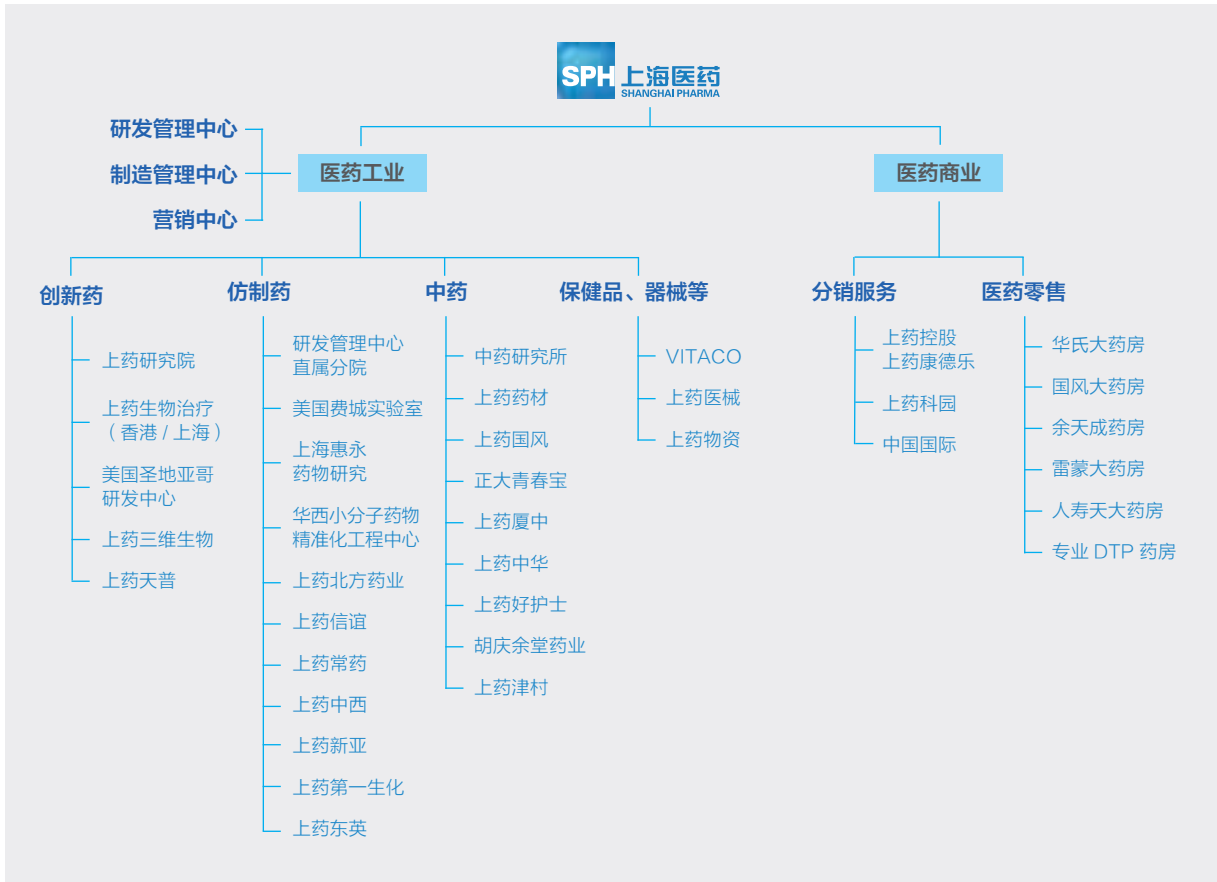 SPH 上海医药
SHANGHAI PHARMA
研发管理中心
制造管理中心
营销中心
医药工业
医药商业
创新药
上药研究院
上药生物治疗
（香港 / 上海）
美国圣地亚哥
研发中心
上药三维生物
上药天普
仿制药
研发管理中心
直属分院
美国费城实验室
上海惠永
药物研究
华西小分子药物
精准化工程中心
上药北方药业
上药信谊
上药常药
上药中西
上药新亚
上药第一生化
上药东英
中药
中药研究所
上药药材
上药国风
正大青春宝
上药厦中
上药中华
上药好护士
胡庆余堂药业
上药津村
保健品、器械等
VITACO
上药医械
上药物资
分销服务
上药控股
上药康德乐
上药科园
中国国际
医药零售
华氏大药房
国风大药房
余天成药房
雷蒙大药房
人寿天大药房
专业 DTP 药房